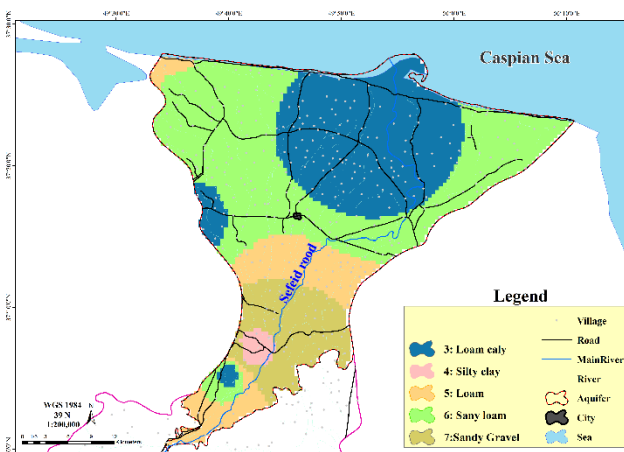 Caspian Sea
Sefeid rood
Legend
3: Loam caly
4: Silty clay
5: Loam
6: Sany loam
7:Sandy Gravel
Village
Road
MainRiver
River
Aquifer
City
Sea
WGS 1984
39 N
1:200,000